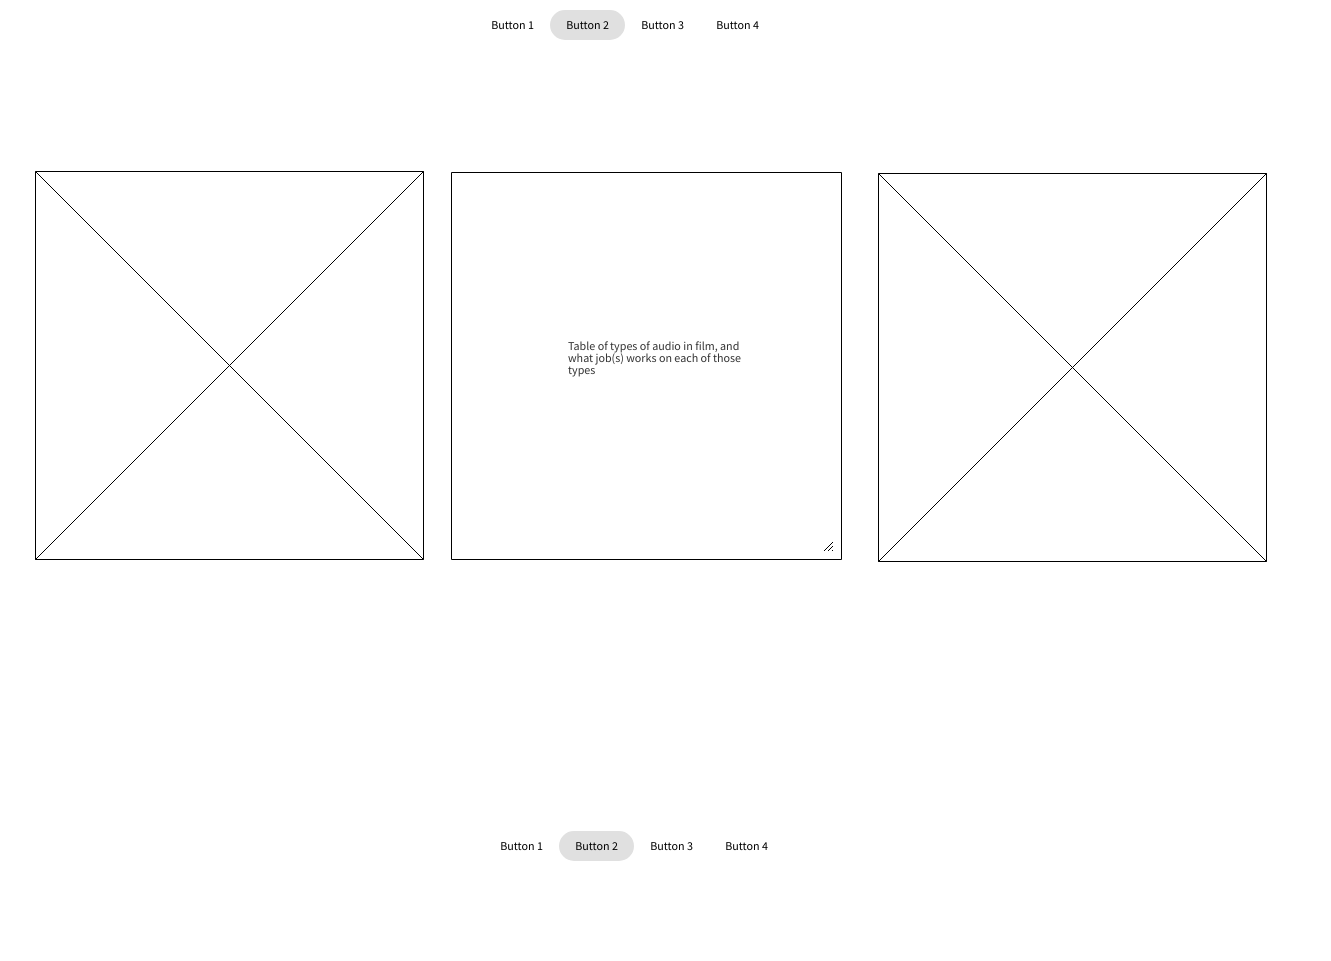 Button 1 Button 2 Button 3 Button 4
Table of types of audio in film, and
what job(s) works on each of those
types
Button 1 Button 2 Button 3 Button 4